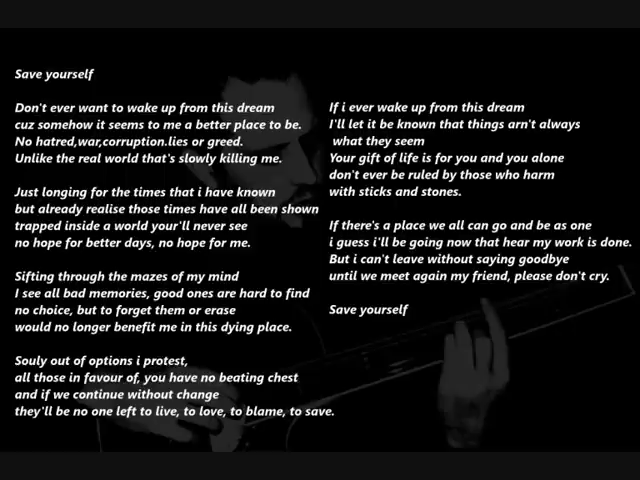 Save yourself
Don't ever want to wake up from this dream
cuz somehow it seems to me a better place to be.
No hatred,war,corruption.lies or greed.
Unlike the real world that's slowly killing me.
Just longing for the times that i have known
but already realise those times have all been shown
trapped inside a world your'll never see
no hope for better days, no hope for me.
Sifting through the mazes of my mind
I see all bad memories, good ones are hard to find
no choice, but to forget them or erase
would no longer benefit me in this dying place.
Souly out of options i protest,
all those in favour of, you have no beating chest
and if we continue without change
they'll be no one left to live, to love, to blame, to save.
If i ever wake up from this dream
I'll let it be known that things arn't always
what they seem
Your gift of life is for you and you alone
don't ever be ruled by those who harm
with sticks and stones.
If there's a place we all can go and be as one
i guess i'll be going now that hear my work is done.
But i can't leave without saying goodbye
until we meet again my friend, please don't cry.
Save yourself